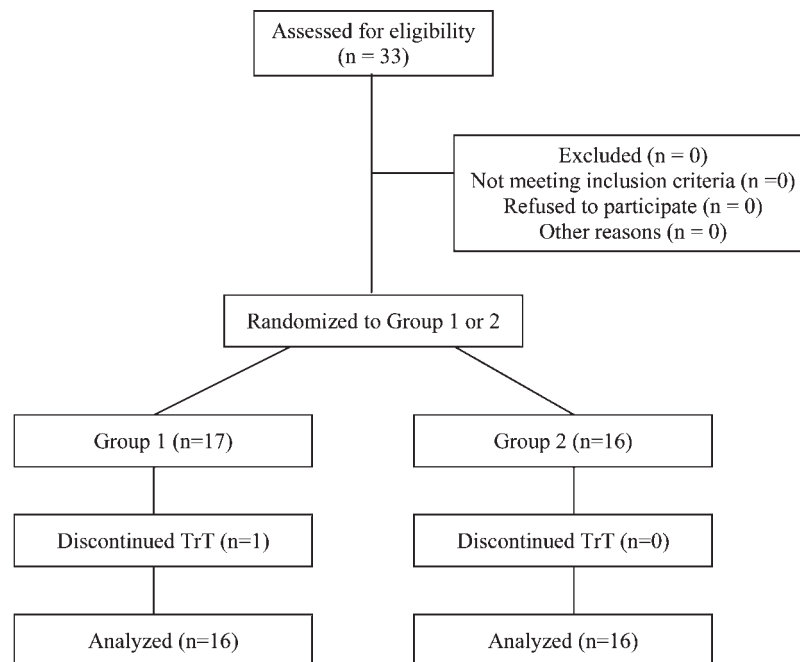 Assessed for eligibility
(n = 33)
Excluded (n = 0)
Not meeting inclusion criteria (n =0)
Refused to participate (n = 0)
Other reasons (n = 0)
Randomized to Group 1 or 2
Group 1 (n=17)
Group 2 (n=16)
Discontinued TrT (n=1)
Discontinued TrT (n=0)
Analyzed (n=16)
Analyzed (n=16)